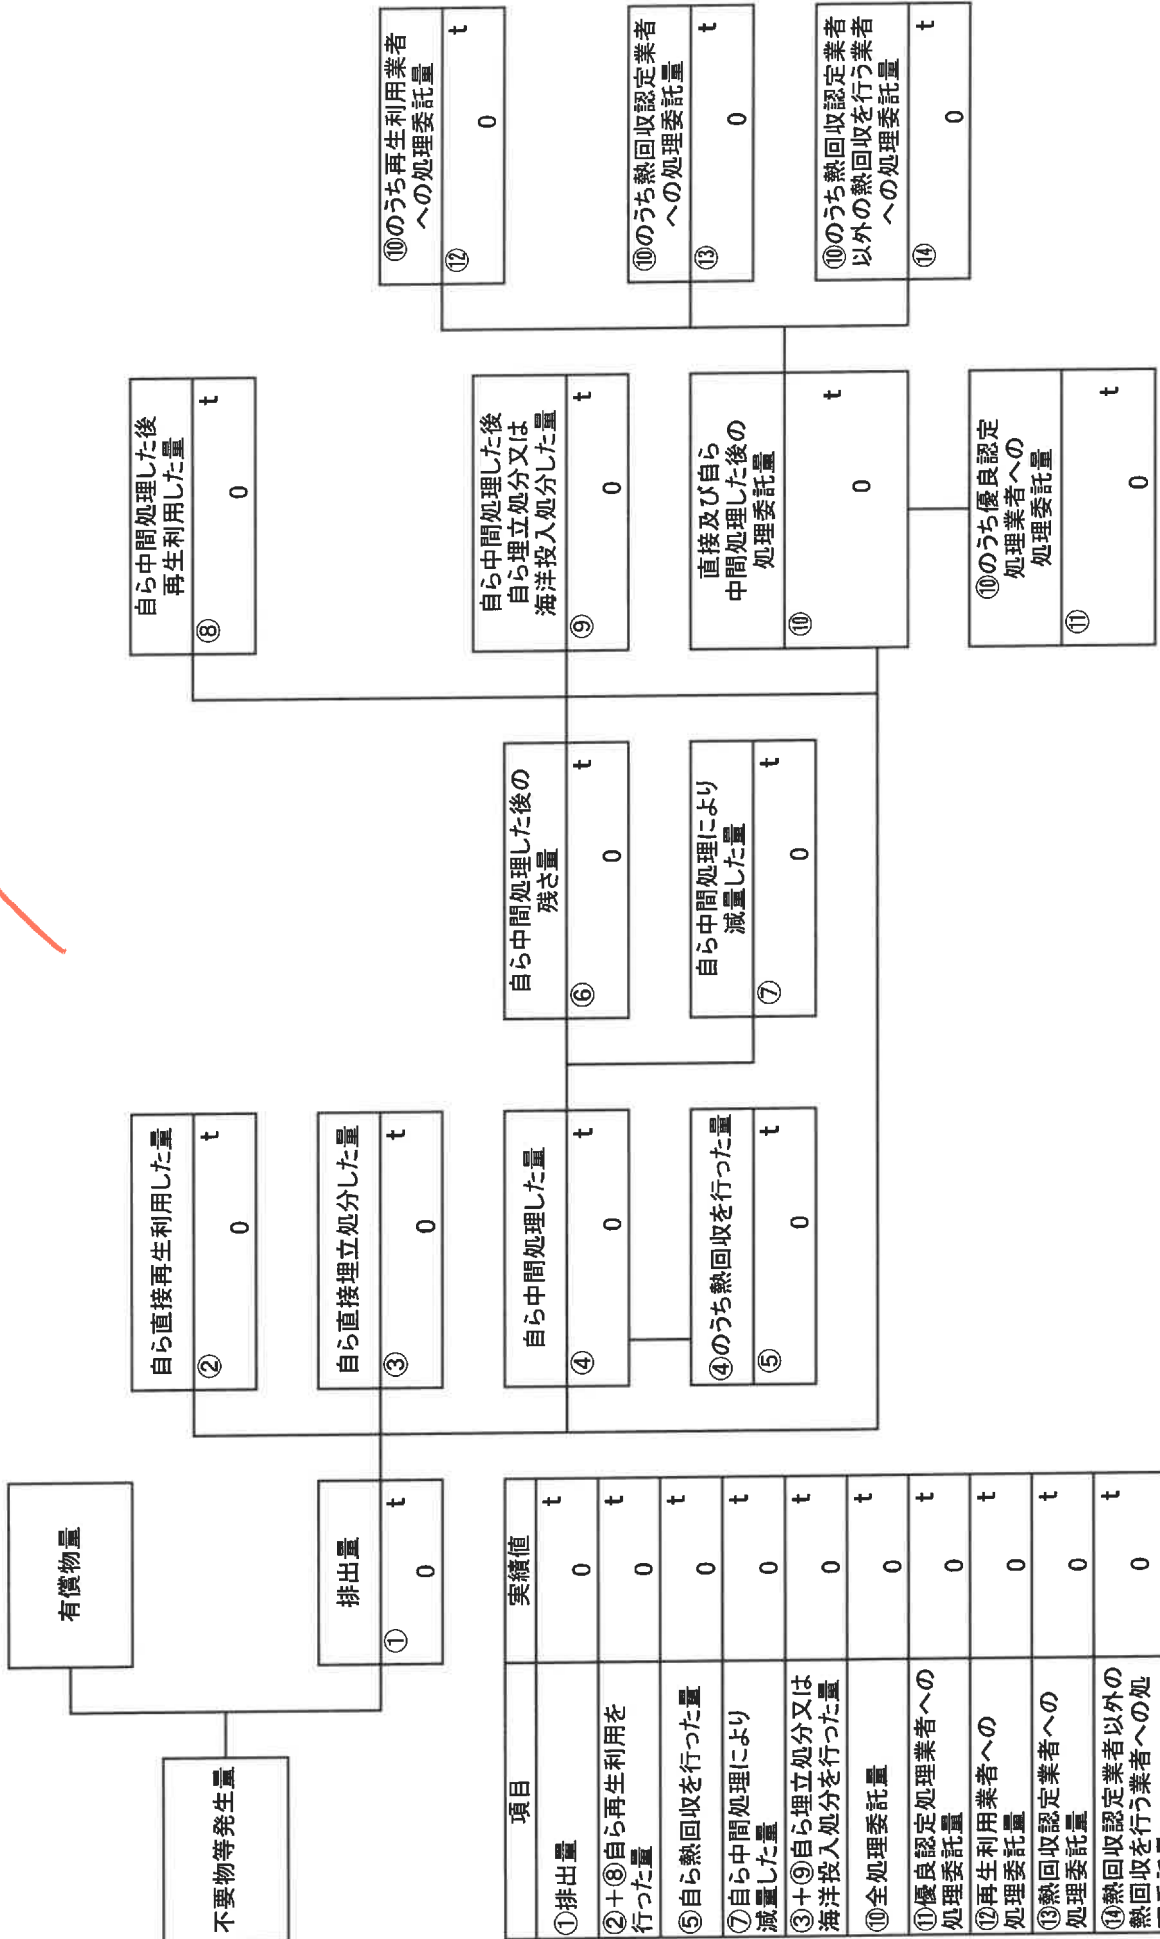 不要物等発生量
有償物量
排出量
① 0 t
自ら直接再生利用した量
② 0 t
自ら直接埋立処分した量
③ 0 t
自ら中間処理した量
④ 0 t
④のうち熱回収を行った量
⑤ 0 t
自ら中間処理した後の
残さ量
⑥ 0 t
自ら中間処理により
減量した量
⑦ 0 t
自ら中間処理した後
再生利用した量
⑧ 0 t
自ら中間処理した後
自ら埋立処分又は
海洋投入処分した量
⑨ 0 t
直接及び自ら
中間処理した後の
処理委託量
⑩ 0 t
⑩のうち優良認定
処理業者への
処理委託量
⑪ 0 t
⑩のうち再生利用業者
への処理委託量
⑫ 0 t
⑩のうち熱回収認定業者
への処理委託量
⑬ 0 t
⑩のうち熱回収認定業者
以外の熱回収を行う業者
への処理委託量
⑭ 0 t
項目 実績値
①排出量 0 t
②+⑧自ら再生利用を
行った量 0 t
⑤自ら熱回収を行った量 0 t
⑦自ら中間処理により
減量した量 0 t
③+⑨自ら埋立処分又は
海洋投入処分を行った量 0 t
⑩全処理委託量 0 t
⑪優良認定処理業者への
処理委託量 0 t
⑫再生利用業者への
処理委託量 0 t
⑬熱回収認定業者への
処理委託量 0 t
⑭熱回収認定業者以外の
熱回収を行う業者への処 0 t